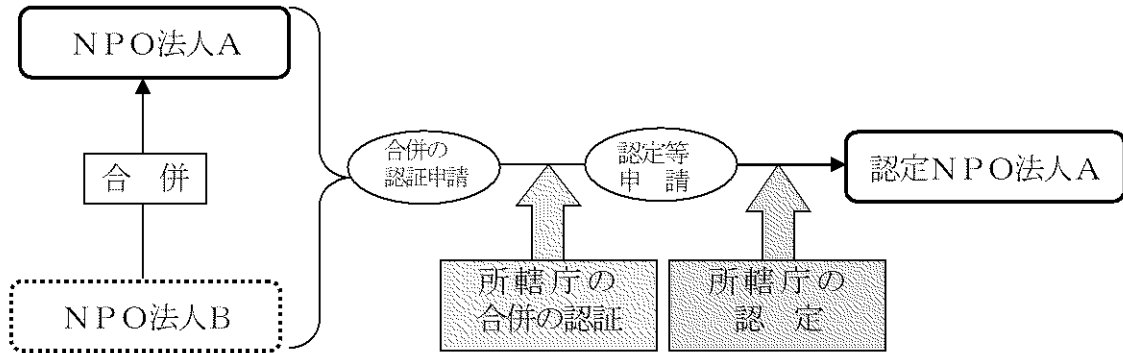 ＮＰＯ法人Ａ
合　併
ＮＰＯ法人Ｂ
合併の
認証申請
認定等
申　請
認定ＮＰＯ法人Ａ
所轄庁の
合併の認証
所轄庁の
認　定